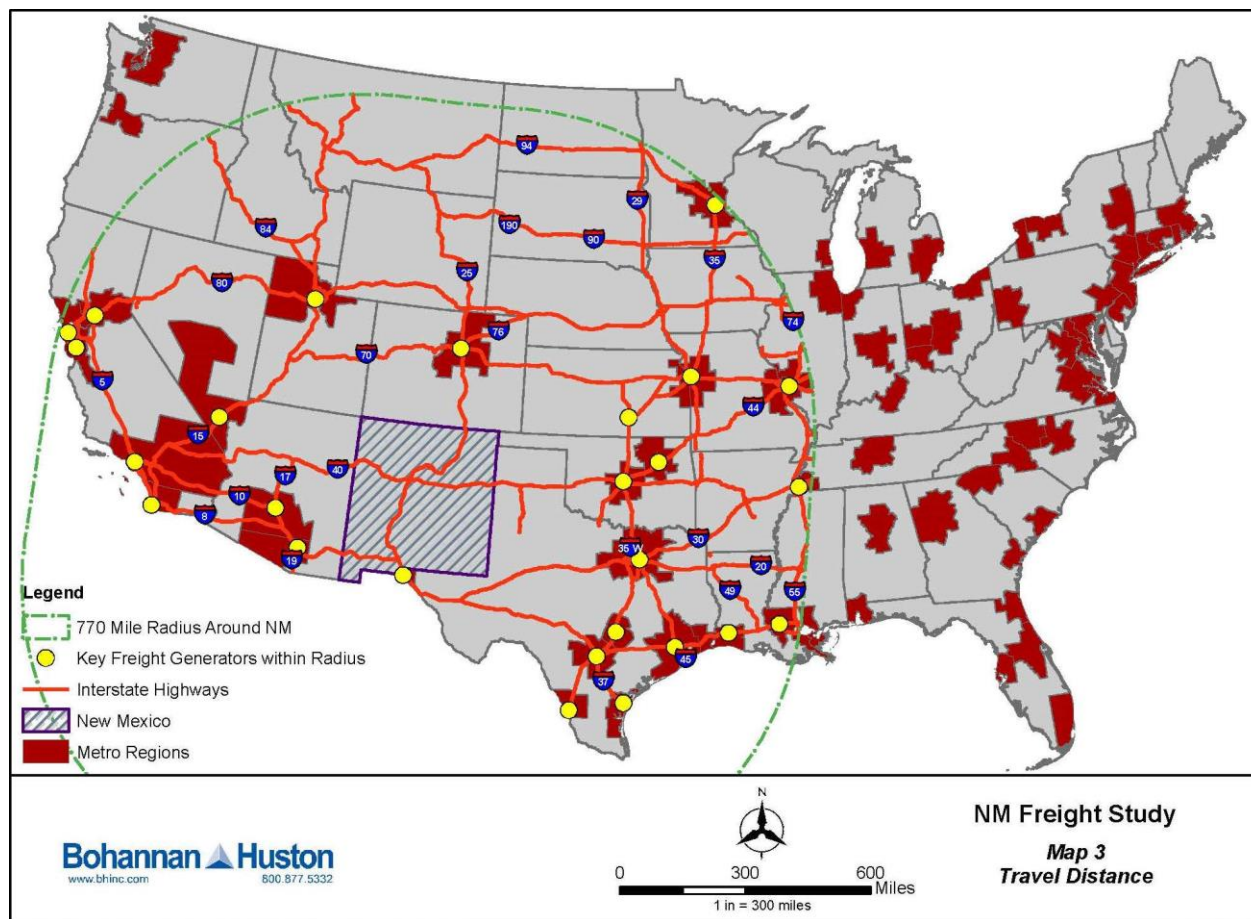 94
29
84
190
90
25
35
80
76
74
70
5
44
15
40
17
10
8
35 W
30
19
20
49
55
45
37
Legend
770 Mile Radius Around NM
Key Freight Generators within Radius
Interstate Highways
New Mexico
Metro Regions
N
NM Freight Study
Map 3
Travel Distance
Bohannan Huston
www.bhinc.com 800.877.5332
0 300 600
Miles
1 in = 300 miles